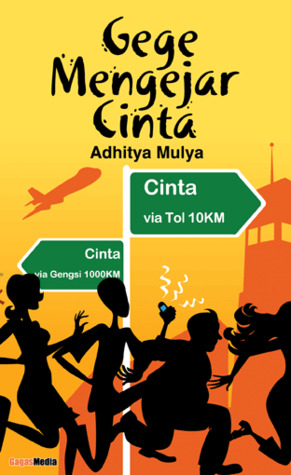 Gege
Mengejar
Cinta
Adhitya Mulya
Cinta
via Tol 10KM
Cinta
via Gengsi 1000KM
GagasMedia